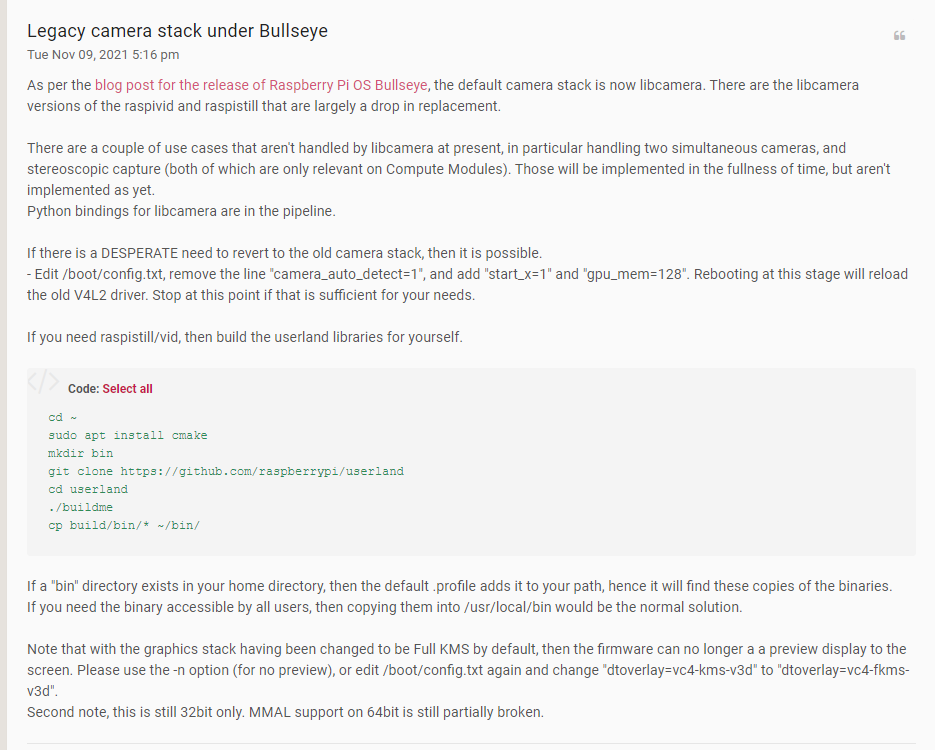 Legacy camera stack under Bullseye
Tue Nov 09, 2021 5:16 pm
As per the blog post for the release of Raspberry Pi OS Bullseye, the default camera stack is now libcamera. There are the libcamera
versions of the raspivid and raspistill that are largely a drop in replacement.
There are a couple of use cases that aren't handled by libcamera at present, in particular handling two simultaneous cameras, and
stereoscopic capture (both of which are only relevant on Compute Modules). Those will be implemented in the fullness of time, but aren't
implemented as yet.
Python bindings for libcamera are in the pipeline.
If there is a DESPERATE need to revert to the old camera stack, then it is possible.
- Edit /boot/config.txt, remove the line "camera_auto_detect=1", and add "start_x=1" and "gpu_mem=128". Rebooting at this stage will reload
the old V4L2 driver. Stop at this point if that is sufficient for your needs.
If you need raspistill/vid, then build the userland libraries for yourself.
</> Code: Select all
cd ~
sudo apt install cmake
mkdir bin
git clone https://github.com/raspberrypi/userland
cd userland
./buildme
cp build/bin/* ~/bin/
If a "bin" directory exists in your home directory, then the default .profile adds it to your path, hence it will find these copies of the binaries.
If you need the binary accessible by all users, then copying them into /usr/local/bin would be the normal solution.
Note that with the graphics stack having been changed to be Full KMS by default, then the firmware can no longer a a preview display to the
screen. Please use the -n option (for no preview), or edit /boot/config.txt again and change "dtoverlay=vc4-kms-v3d" to "dtoverlay=vc4-fkms-
v3d".
Second note, this is still 32bit only. MMAL support on 64bit is still partially broken.